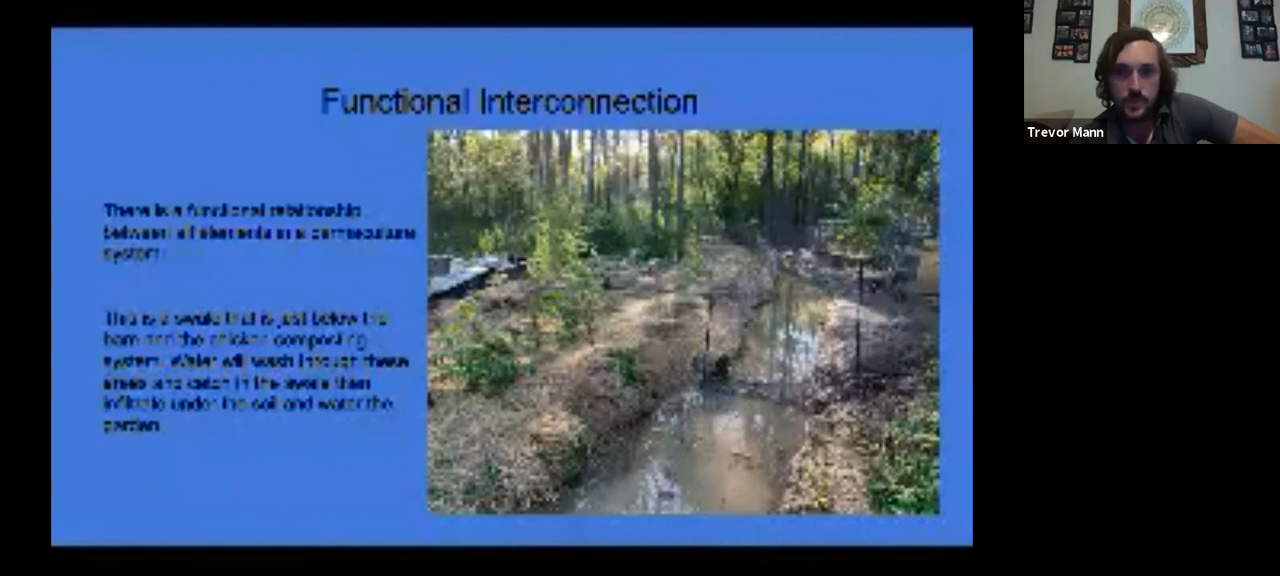 Functional Interconnection
There is a functional relationship
between all elements in a permaculture
system.
This is a swale that is just below the
barn and the chicken composting
system. Water will wash through these
areas and catch in the swale then
infiltrate under the soil and water the
garden.
Trevor Mann